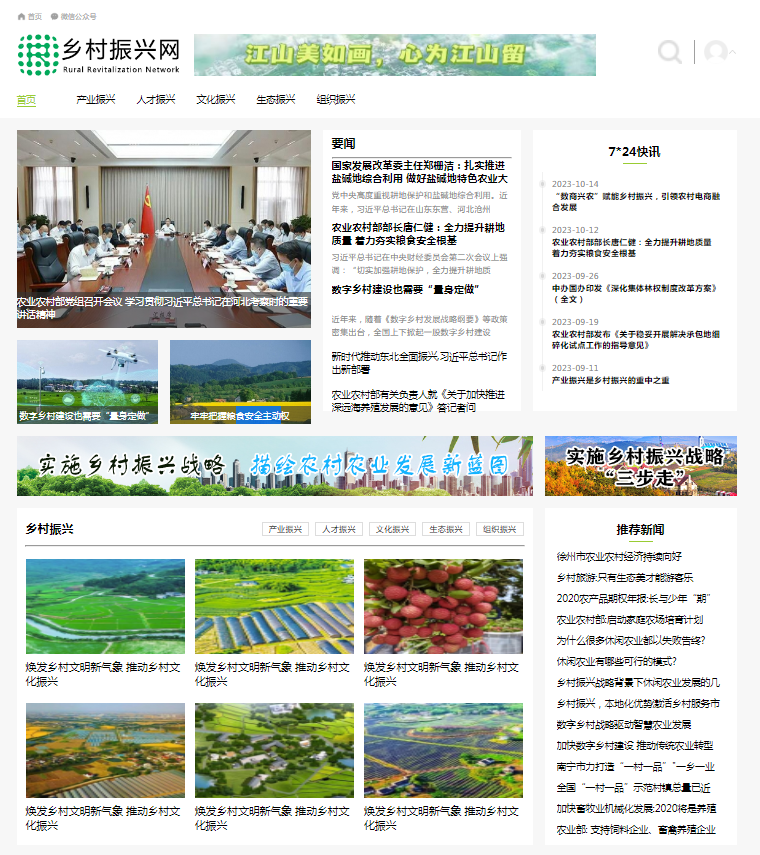 首页 微信公众号
乡村振兴网
Rural Revitalization Network
江山美如画，心为江山留
首页 产业振兴 人才振兴 文化振兴 生态振兴 组织振兴
农业农村部党组召开会议 学习贯彻习近平总书记在河北考察时的重要
讲话精神
数字乡村建设也需要“量身定做”
牢牢把握粮食安全主动权
要闻
国家发展改革委主任郑栅洁：扎实推进
盐碱地综合利用 做好盐碱地特色农业大
党中央高度重视耕地保护和盐碱地综合利用。近
年来，习近平总书记在山东东营、河北沧州
农业农村部部长唐仁健：全力提升耕地
质量 着力夯实粮食安全根基
习近平总书记在中央财经委员会第二次会议上强
调：“切实加强耕地保护，全力提升耕地质
数字乡村建设也需要“量身定做”
近年来，随着《数字乡村发展战略纲要》等政策
密集出台，全国上下掀起一股数字乡村建设
新时代推动东北全面振兴,习近平总书记作
出新部署
农业农村部有关负责人就《关于加快推进
深远海养殖发展的意见》答记者问
7*24快讯
2023-10-14
“数商兴农”赋能乡村振兴，引领农村电商融
合发展
2023-10-12
农业农村部部长唐仁健：全力提升耕地质量
着力夯实粮食安全根基
2023-09-26
中办国办印发《深化集体林权制度改革方案》
（全文）
2023-09-19
农业农村部发布《关于稳妥开展解决承包地细
碎化试点工作的指导意见》
2023-09-11
产业振兴是乡村振兴的重中之重
实施乡村振兴战略 描绘农村农业发展新蓝图
实施乡村振兴战略
“三步走”
乡村振兴
产业振兴 人才振兴 文化振兴 生态振兴 组织振兴
焕发乡村文明新气象 推动乡村文
化振兴
焕发乡村文明新气象 推动乡村文
化振兴
焕发乡村文明新气象 推动乡村文
化振兴
焕发乡村文明新气象 推动乡村文
化振兴
焕发乡村文明新气象 推动乡村文
化振兴
焕发乡村文明新气象 推动乡村文
化振兴
推荐新闻
徐州市农业农村经济持续向好
乡村旅游:只有生态美才能游客乐
2020农产品期权年报:长与少年“期”
农业农村部:启动家庭农场培育计划
为什么很多休闲农业都以失败告终?
休闲农业有哪些可行的模式?
乡村振兴战略背景下休闲农业发展的几
乡村振兴，本地化优势激活乡村服务市
数字乡村战略驱动智慧农业发展
加快数字乡村建设 推动传统农业转型
南宁市力打造“一村一品”“一乡一业
全国“一村一品”示范村镇总量已近
加快畜牧业机械化发展:2020将是养殖
农业部: 支持饲料企业、畜禽养殖企业